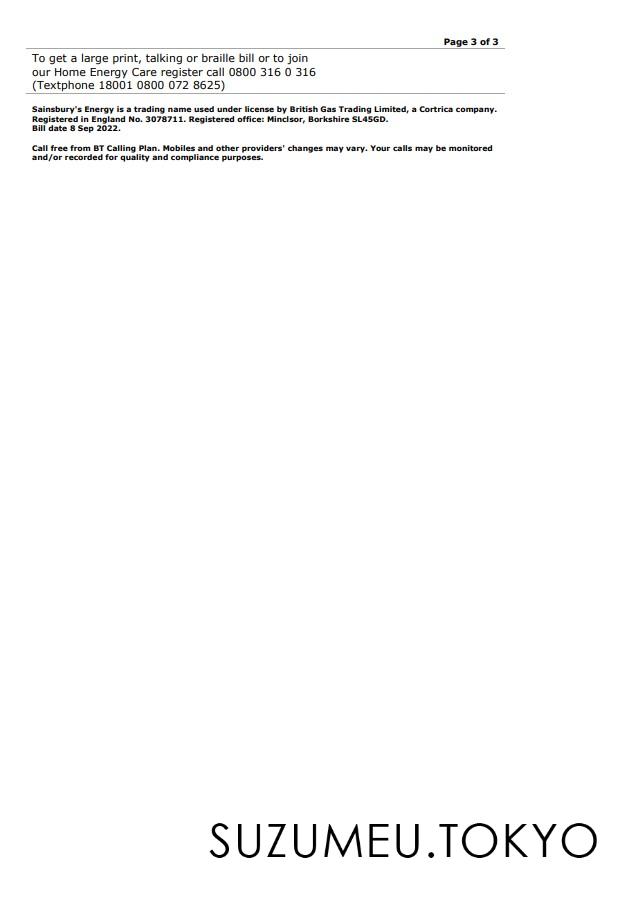 Page 3 of 3
To get a large print, talking or braille bill or to join
our Home Energy Care register call 0800 316 0 316
(Textphone 18001 0800 072 8625)
Sainsbury's Energy is a trading name used under license by British Gas Trading Limited, a Cortrica company.
Registered in England No. 3078711. Registered office: Minclsor, Borkshire SL45GD.
Bill date 8 Sep 2022.
Call free from BT Calling Plan. Mobiles and other providers' changes may vary. Your calls may be monitored
and/or recorded for quality and compliance purposes.
SUZUMEU.TOKYO